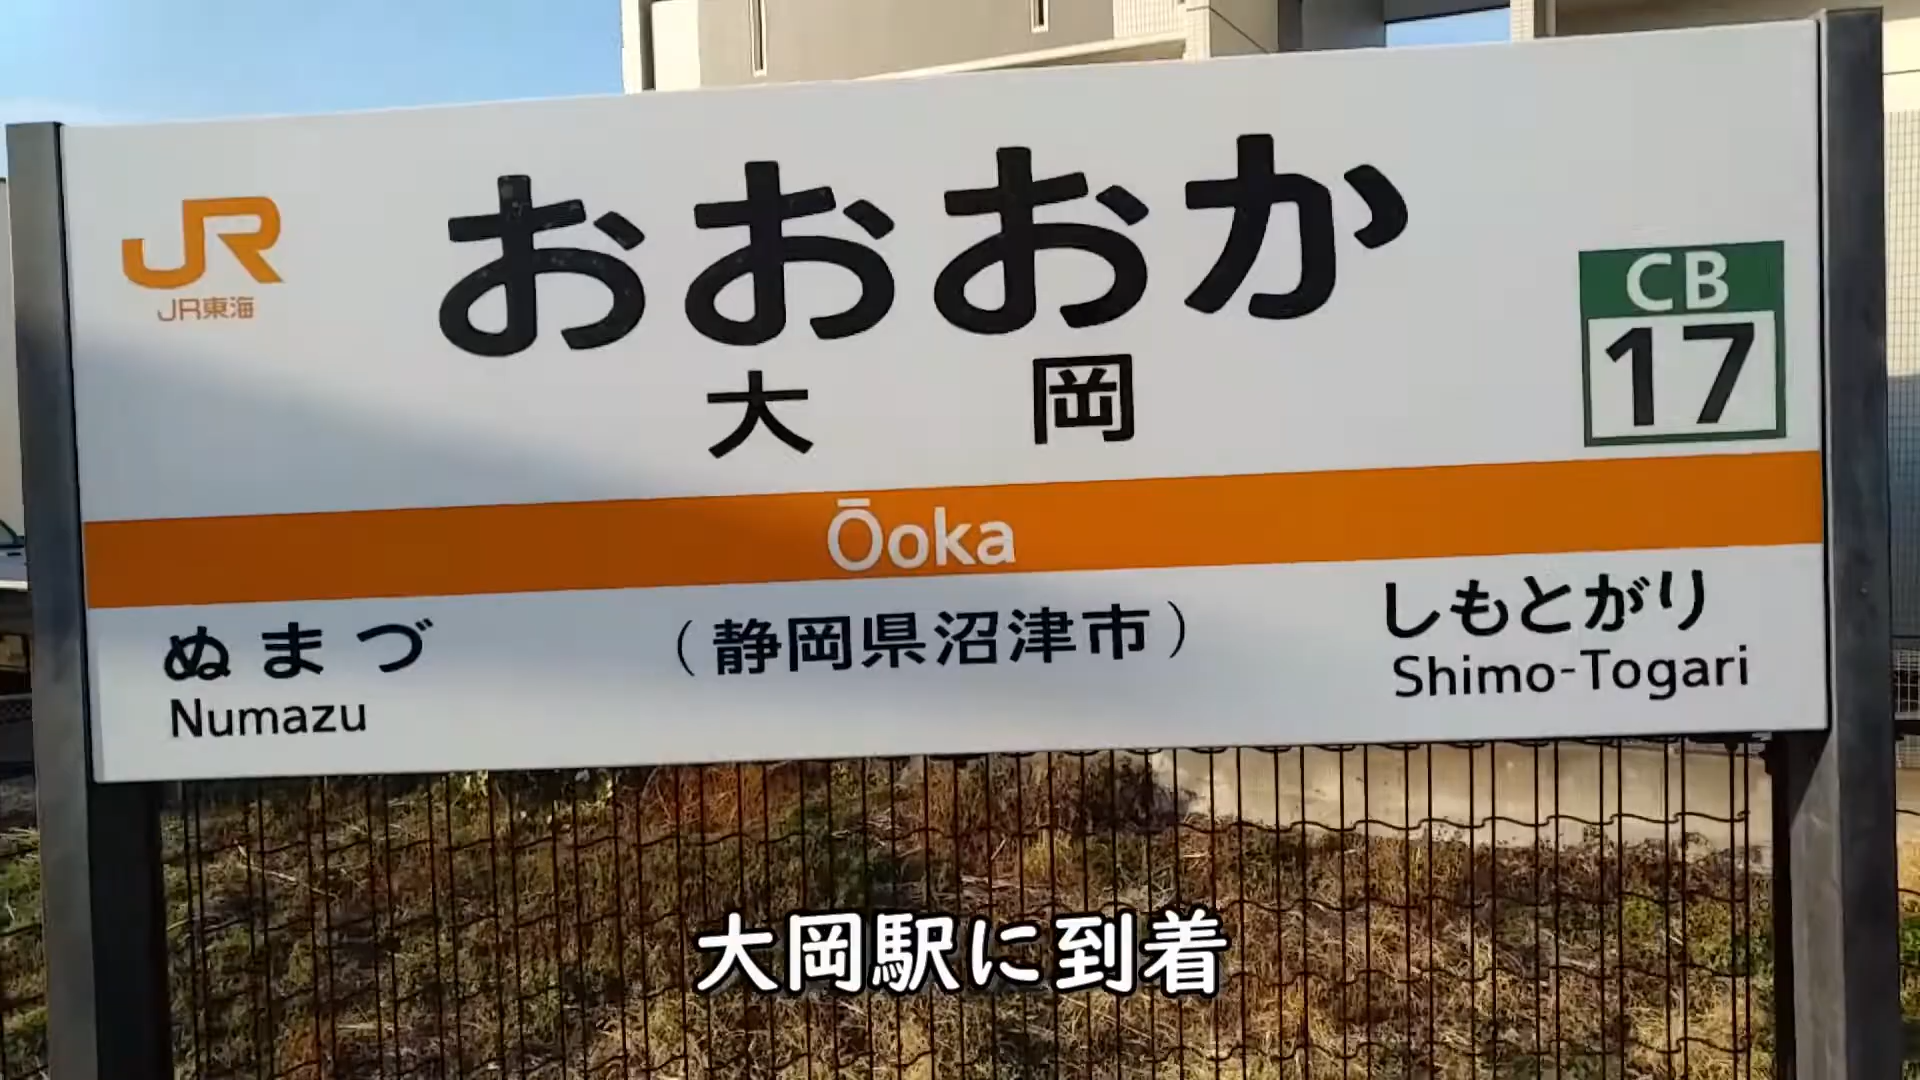 JR
JR東海
おおおか
大岡
CB
17
Ōoka
ぬまづ
Numazu
（静岡県沼津市）
しもとがり
Shimo-Togari
大岡駅に到着